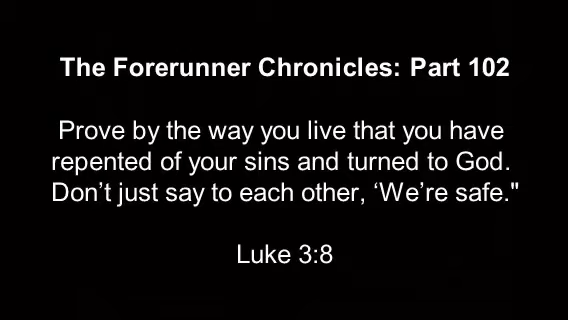 The Forerunner Chronicles: Part 102
Prove by the way you live that you have
repented of your sins and turned to God.
Don’t just say to each other, ‘We’re safe."
Luke 3:8